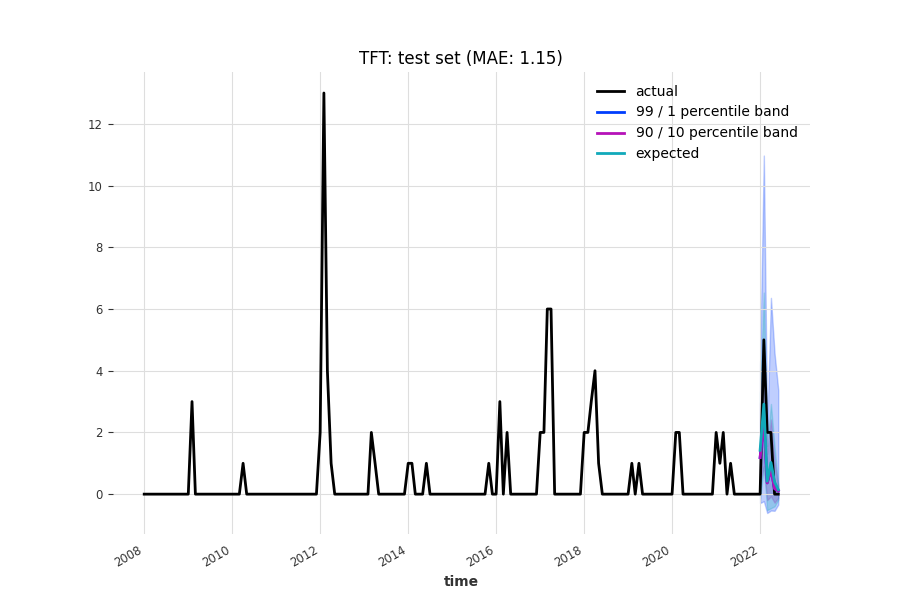 TFT: test set (MAE: 1.15)
actual
99 / 1 percentile band
90 / 10 percentile band
expected
12
10
8
6
4
2
0
2008
2010
2012
2014
2016
2018
2020
2022
time